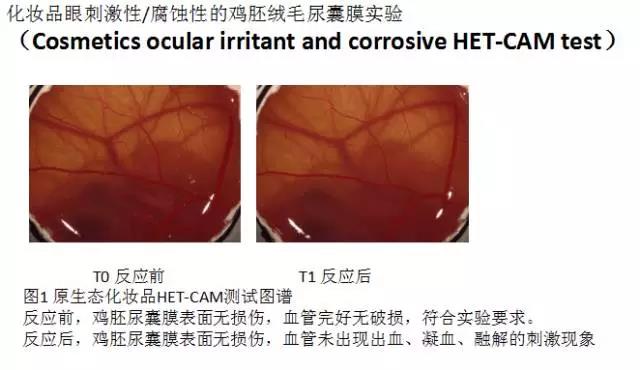 化妆品眼刺激性/腐蚀性的鸡胚绒毛尿囊膜实验
（Cosmetics ocular irritant and corrosive HET-CAM test）
T0 反应前
T1 反应后
图1 原生态化妆品HET-CAM测试图谱
反应前，鸡胚尿囊膜表面无损伤，血管完好无破损，符合实验要求。
反应后，鸡胚尿囊膜表面无损伤，血管未出现出血、凝血、融解的刺激现象